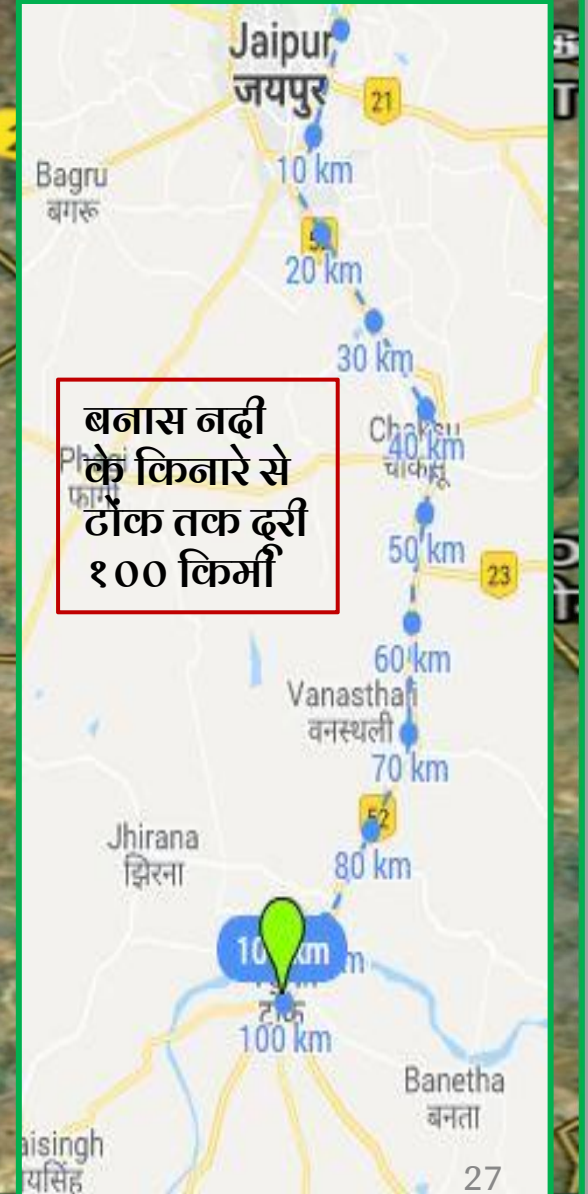 Jaipur
जयपुर
21
Bagru
बगरू
10 km
20 km
30 km
बनास नदी
के किनारे से
टोंक तक दूरी
१०० किमी
40 km
50 km
23
60 km
Vanasthali
वनस्थली
70 km
52
Jhirana
झिरना
80 km
100 km
Banetha
बनता
27